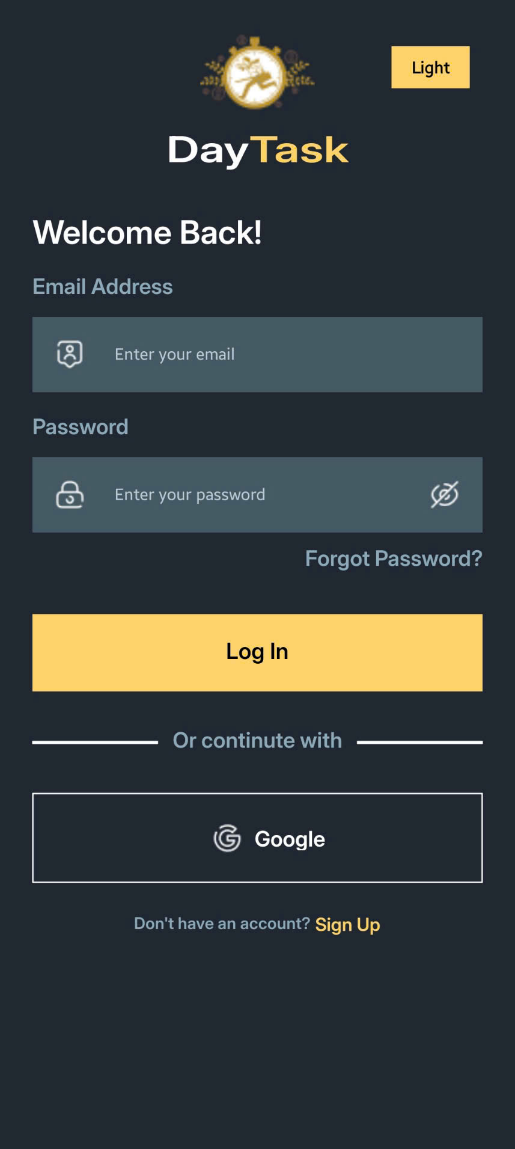 Light
DayTask
Welcome Back!
Email Address
Enter your email
Password
Enter your password
Forgot Password?
Log In
Or continute with
Google
Don't have an account? Sign Up